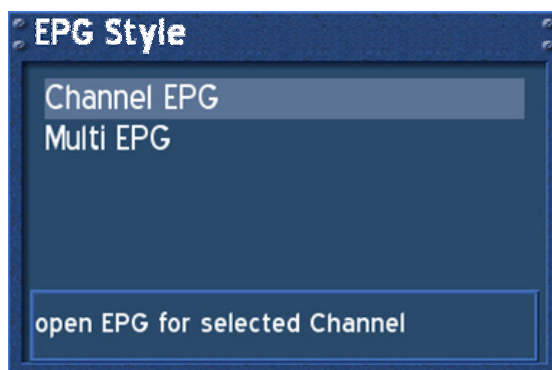 EPG Style
Channel EPG
Multi EPG
open EPG for selected Channel